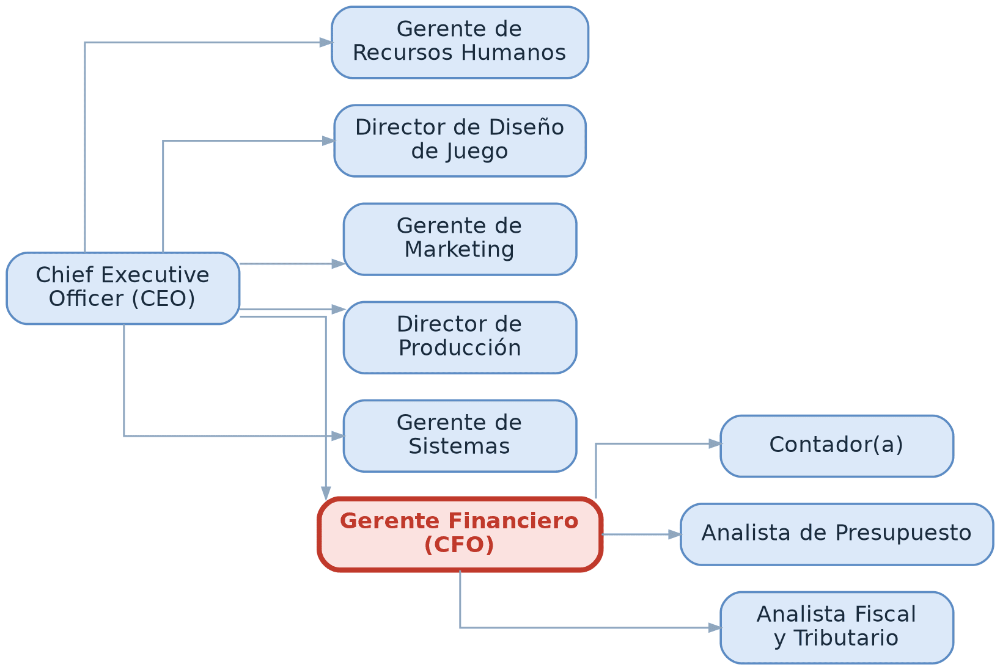 Gerente de
Recursos Humanos
Director de Diseño
de Juego
Gerente de
Marketing
Chief Executive
Officer (CEO)
Director de
Producción
Gerente de
Sistemas
Contador(a)
Gerente Financiero
(CFO)
Analista de Presupuesto
Analista Fiscal
y Tributario